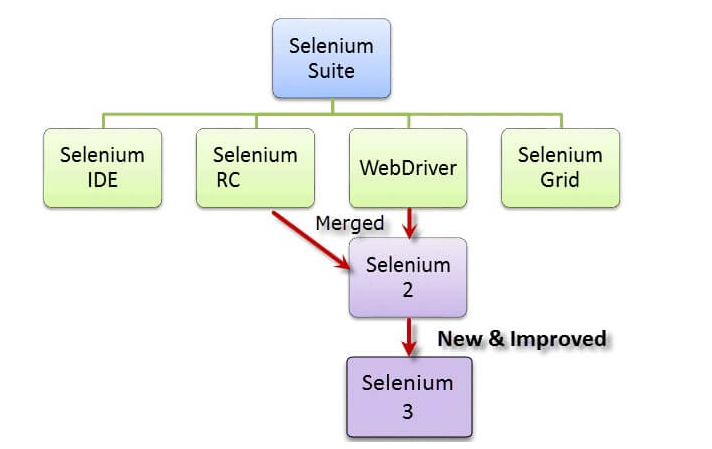 Selenium
Suite
Selenium
IDE
Selenium
RC
WebDriver
Selenium
Grid
Merged
Selenium
2
New & Improved
Selenium
3